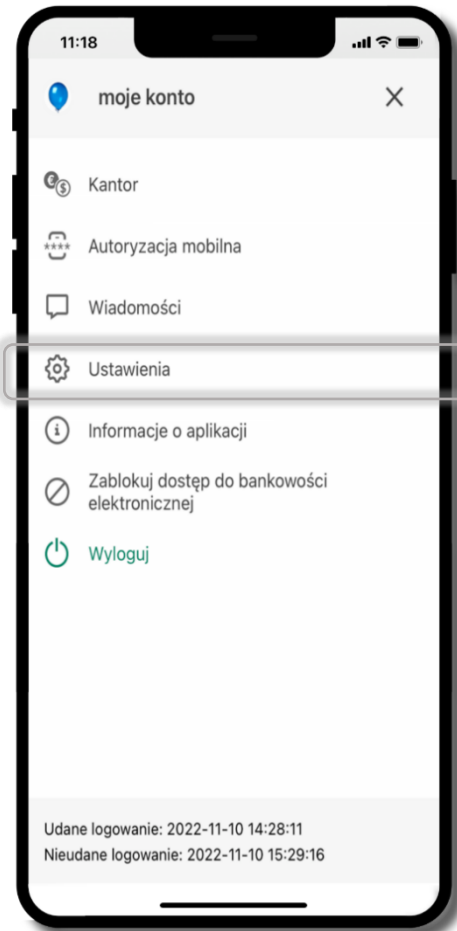 11:18
moje konto
Kantor
Autoryzacja mobilna
Wiadomości
Ustawienia
Informacje o aplikacji
Zablokuj dostęp do bankowości
elektronicznej
Wyloguj
Udane logowanie: 2022-11-10 14:28:11
Nieudane logowanie: 2022-11-10 15:29:16